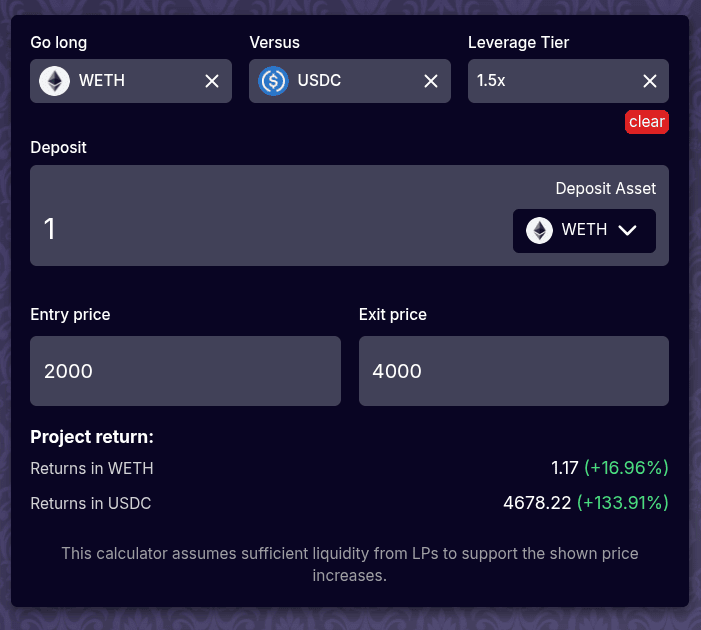 Go long
Versus
Leverage Tier
WETH
USDC
1.5x
clear
Deposit
Deposit Asset
1
WETH
Entry price
Exit price
2000
4000
Project return:
Returns in WETH
1.17 (+16.96%)
Returns in USDC
4678.22 (+133.91%)
This calculator assumes sufficient liquidity from LPs to support the shown price
increases.